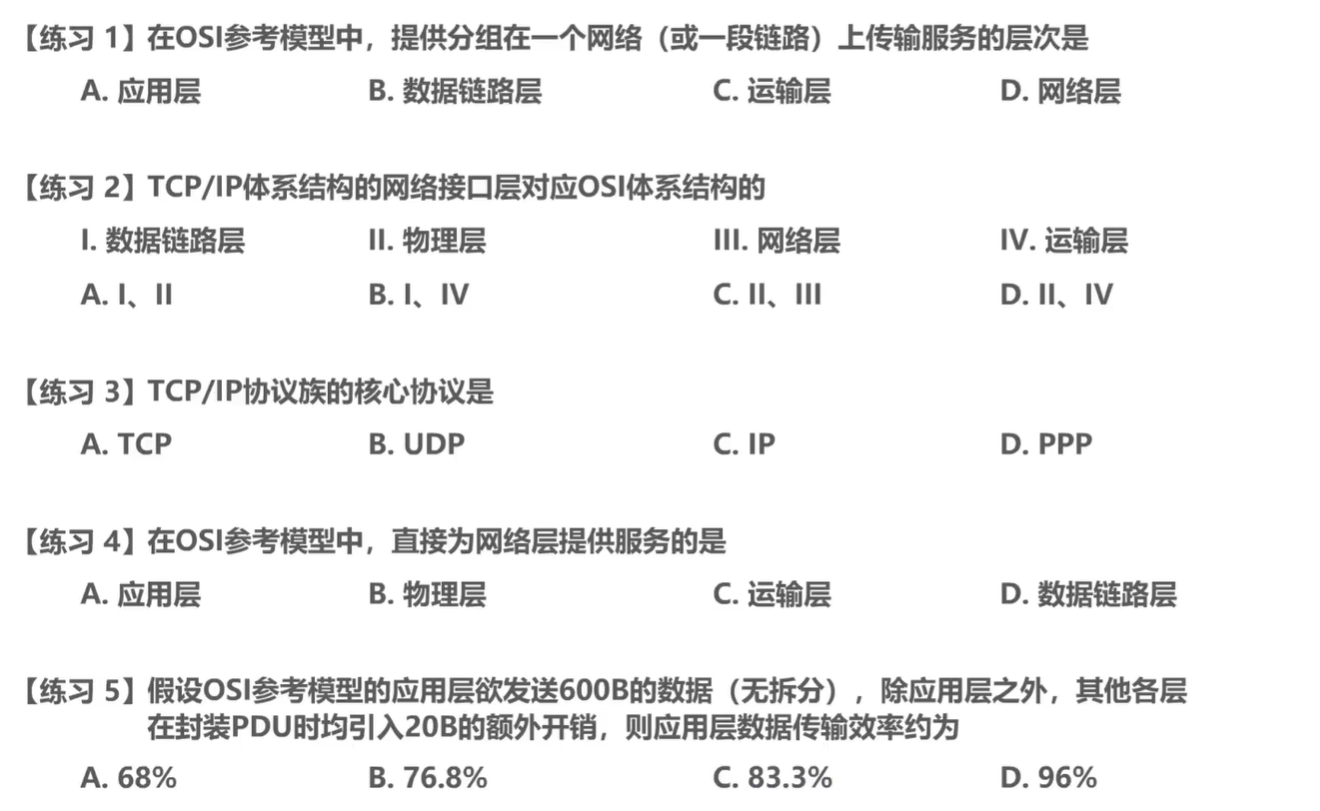 【练习 1】在OSI参考模型中，提供分组在一个网络（或一段链路）上传输服务的层次是
A. 应用层 B. 数据链路层 C. 运输层 D. 网络层
【练习 2】TCP/IP体系结构的网络接口层对应OSI体系结构的
I. 数据链路层 II. 物理层 III. 网络层 IV. 运输层
A. I、II B. I、IV C. II、III D. II、IV
【练习 3】TCP/IP协议族的核心协议是
A. TCP B. UDP C. IP D. PPP
【练习 4】在OSI参考模型中，直接为网络层提供服务的是
A. 应用层 B. 物理层 C. 运输层 D. 数据链路层
【练习 5】假设OSI参考模型的应用层欲发送600B的数据（无拆分），除应用层之外，其他各层
在封装PDU时均引入20B的额外开销，则应用层数据传输效率约为
A. 68% B. 76.8% C. 83.3% D. 96%